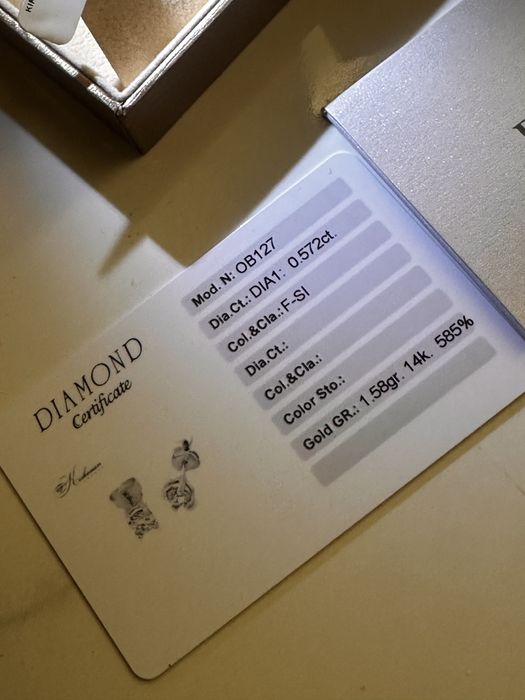 DIAMOND
Certificate
Mod. N: OB127
Dia.Ct.: DIA1: 0.572ct.
Col.&Cla.:F-SI
Dia.Ct.:
Col.&Cla.:
Color Sto.:
Gold GR.: 1.58gr. 14k. 585%